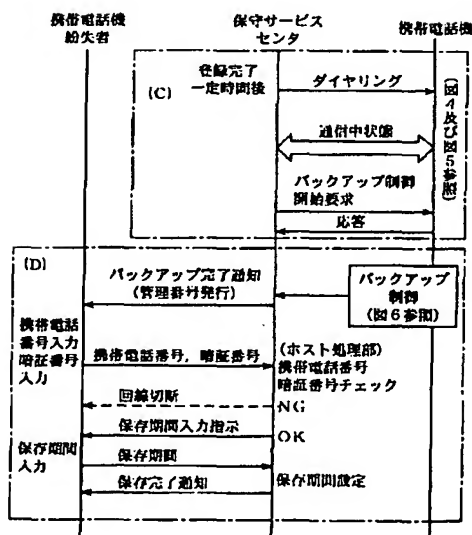 携帯電話機
紛失者
保守サービス
センタ
携帯電話機
(C)
登録完了
一定時間後
ダイヤリング
通信中状態
バックアップ制御
開始要求
応答
(図4及び図5参照)
(D)
バックアップ完了通知
(管理番号発行)
バックアップ
制御
(図6参照)
携帯電話
番号入力
暗証番号
入力
携帯電話番号,暗証番号
(ホスト処理部)
携帯電話番号
暗証番号チェック
回線切断
NG
保存期間入力指示
OK
保存期間
入力
保存期間
保存完了通知
保存期間設定